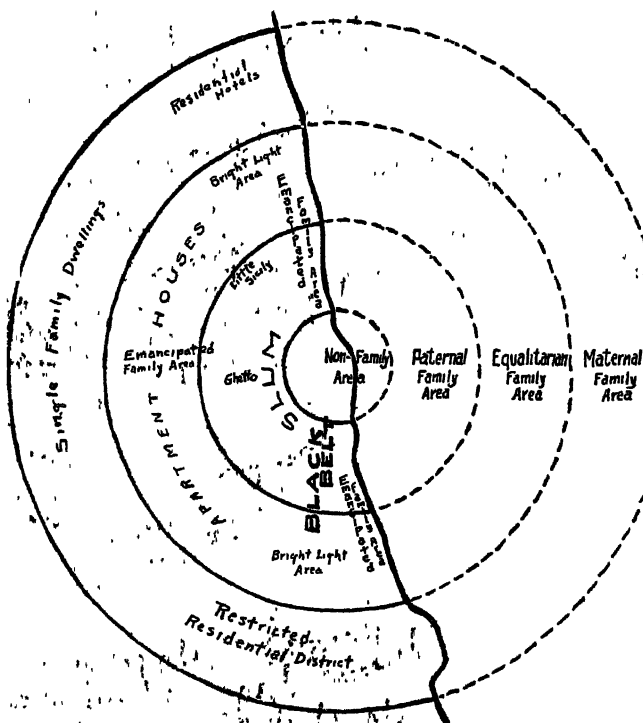 Residential
Hotels
Bright Light
Area
Emancipated
Family Area
Single Family Dwellings
APARTMENT HOUSES
Little
Sicily
Emancipated
Family Area
Ghetto
SLUM
Non-Family
Area
Paternal
Family
Area
Equalitarian
Family
Area
Maternal
Family
Area
BLACK
BELT
Emancipated
Family Area
Bright Light
Area
Restricted
Residential District